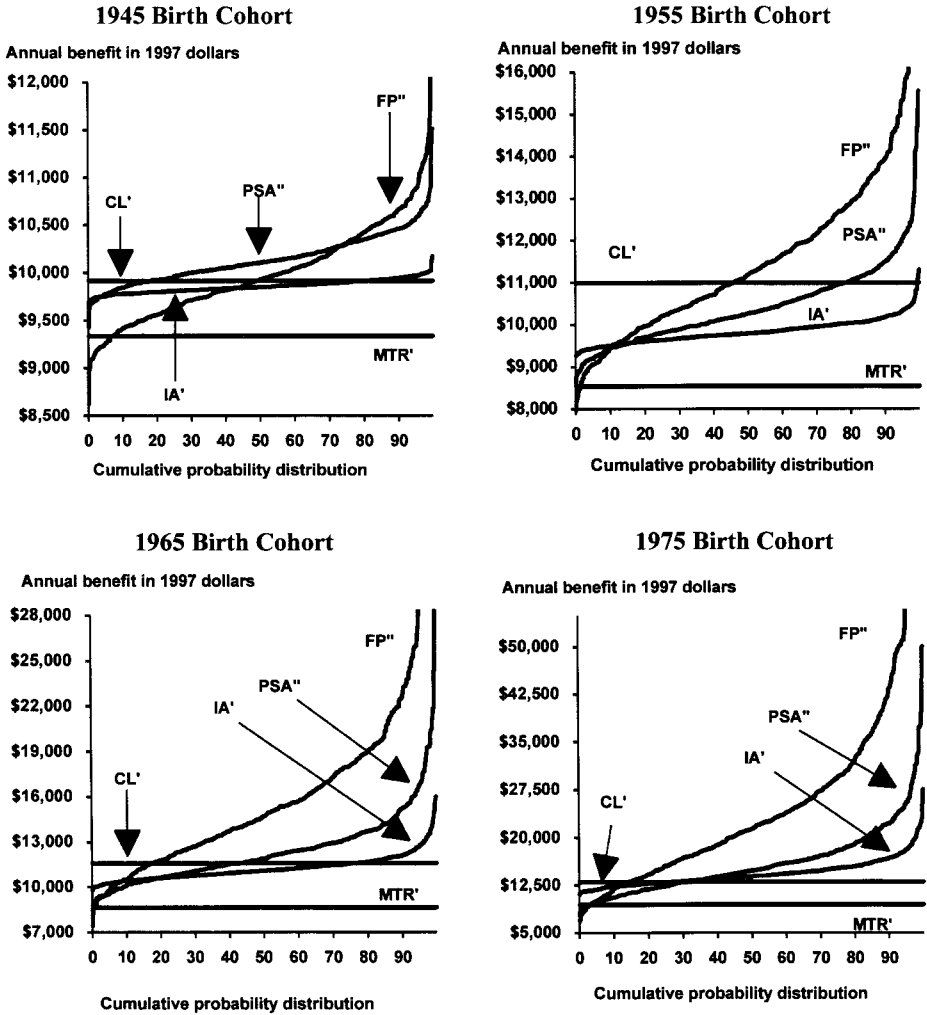 1945 Birth Cohort
Annual benefit in 1997 dollars
$12,000
$11,500
$11,000
$10,500
$10,000
$9,500
$9,000
$8,500
FP"
PSA"
CL'
MTR'
IA'
0 10 20 30 40 50 60 70 80 90
Cumulative probability distribution
1955 Birth Cohort
Annual benefit in 1997 dollars
$16,000
$15,000
$14,000
$13,000
$12,000
$11,000
$10,000
$9,000
$8,000
FP"
PSA"
CL'
IA'
MTR'
0 10 20 30 40 50 60 70 80 90
Cumulative probability distribution
1965 Birth Cohort
Annual benefit in 1997 dollars
$28,000
$25,000
$22,000
$19,000
$16,000
$13,000
$10,000
$7,000
FP"
PSA"
IA'
CL'
MTR'
0 10 20 30 40 50 60 70 80 90
Cumulative probability distribution
1975 Birth Cohort
Annual benefit in 1997 dollars
$50,000
$42,500
$35,000
$27,500
$20,000
$12,500
$5,000
FP"
PSA"
IA'
CL'
MTR'
0 10 20 30 40 50 60 70 80 90
Cumulative probability distribution